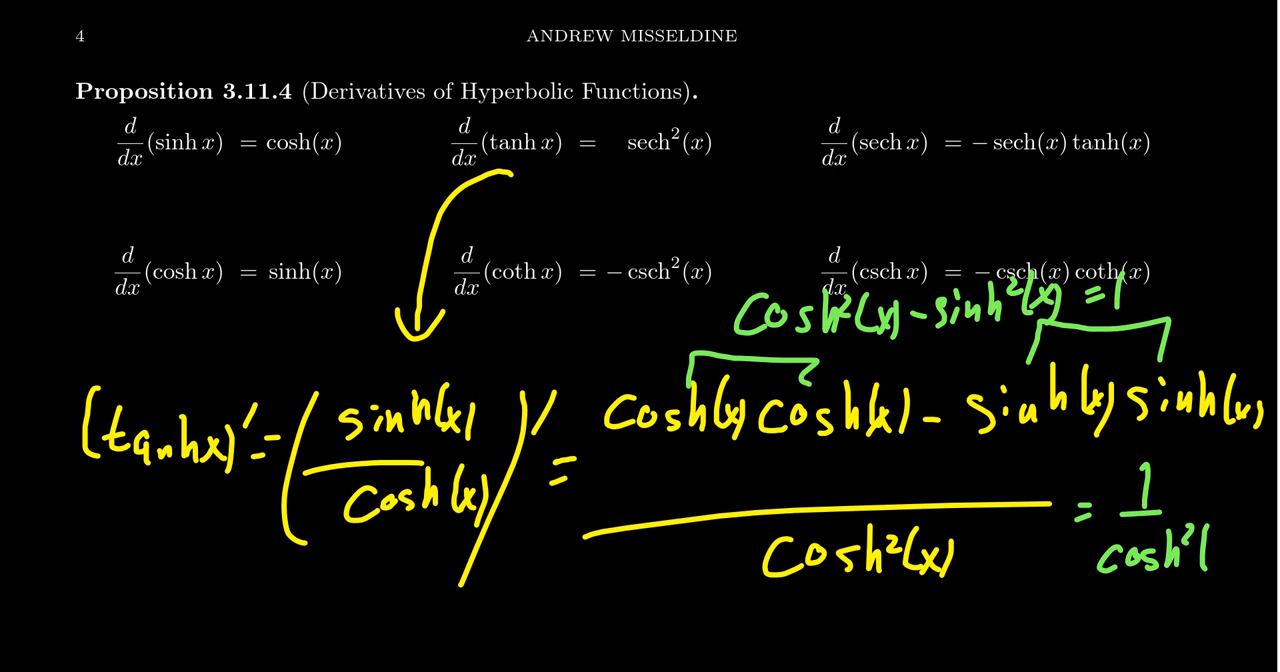 4 ANDREW MISSELDINE
Proposition 3.11.4 (Derivatives of Hyperbolic Functions).
d/dx (sinh x) = cosh(x) d/dx (tanh x) = sech²(x) d/dx (sech x) = − sech(x) tanh(x)
d/dx (cosh x) = sinh(x) d/dx (coth x) = − csch²(x) d/dx (csch x) = − csch(x) coth(x)
cosh²(x) - sinh²(x) = 1
(tanhx)' = (sinh(x)/cosh(x))' = cosh(x) cosh(x) - sinh(x) sinh(x)
cosh²(x)
= 1/cosh²(